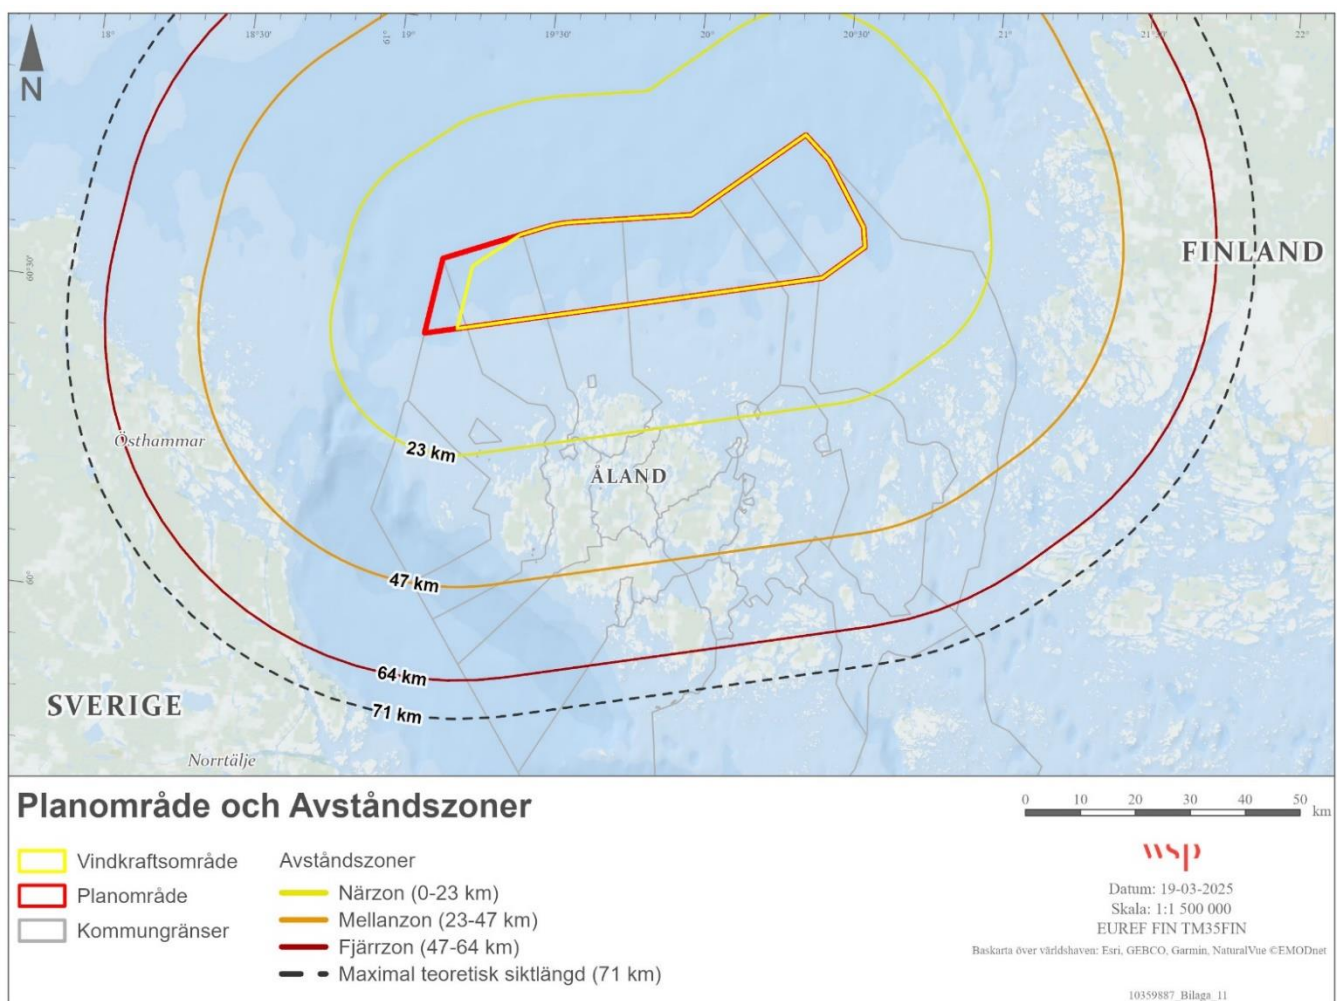 18°
18°30'
19°
19°
19°30'
20°
20°30'
21°
21°30'
22°
N
60°30'
FINLAND
Östhammar
23 km
ÅLAND
60°
47 km
64 km
SVERIGE
71 km
Norrtälje
Planområde och Avståndszoner
0 10 20 30 40 50 km
Vindkraftsområde
Planområde
Kommungränser
Avståndszoner
Närzon (0-23 km)
Mellanzon (23-47 km)
Fjärrzon (47-64 km)
Maximal teoretisk siktlängd (71 km)
wsp
Datum: 19-03-2025
Skala: 1:1 500 000
EUREF FIN TM35FIN
Baskarta över världshaven: Esri, GEBCO, Garmin, NaturalVue ©EMODnet
10359887_Bilaga_11